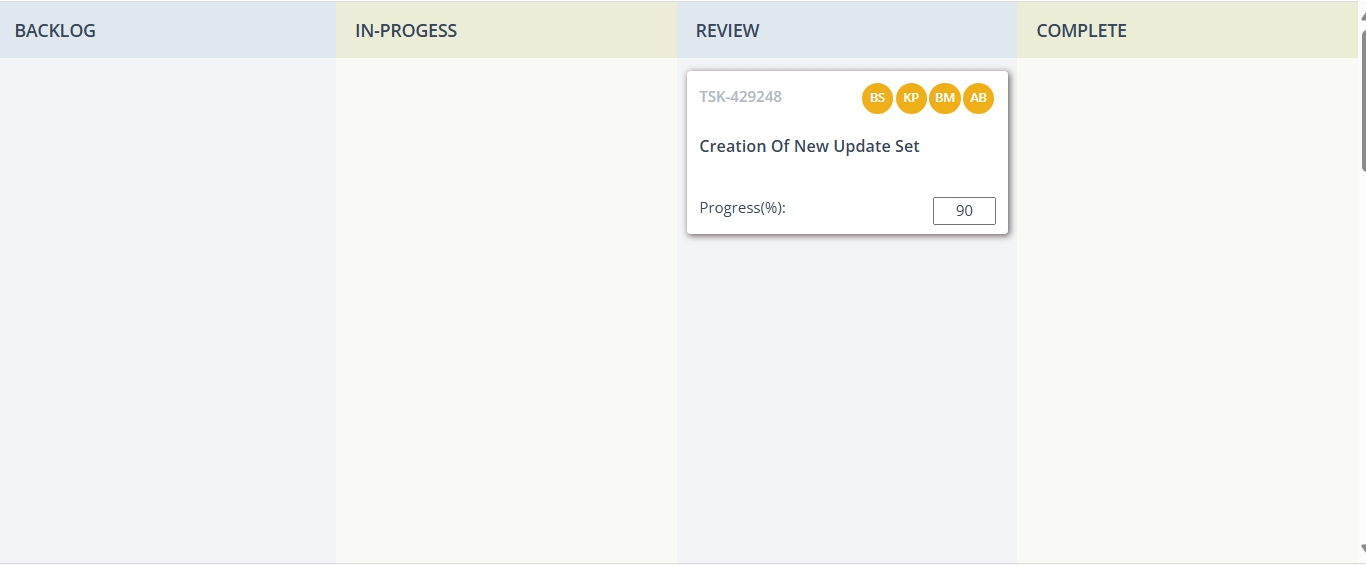 BACKLOG IN-PROGESS REVIEW COMPLETE
TSK-429248 BS KP BM AB
Creation Of New Update Set
Progress(%): 90